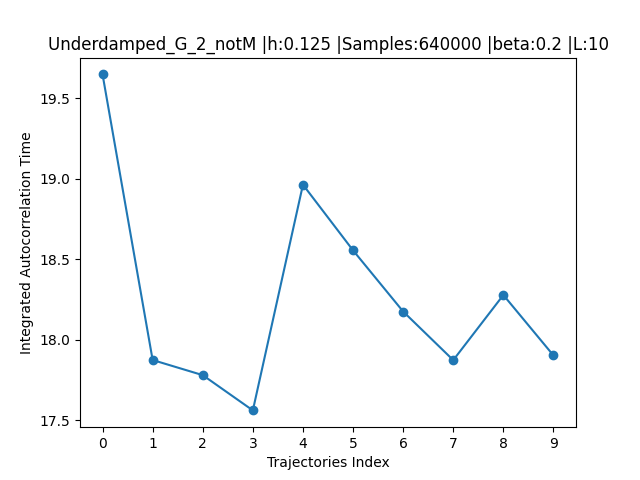 Underdamped_G_2_notM |h:0.125 |Samples:640000 |beta:0.2 |L:10
Integrated Autocorrelation Time
19.5
19.0
18.5
18.0
17.5
0 1 2 3 4 5 6 7 8 9
Trajectories Index